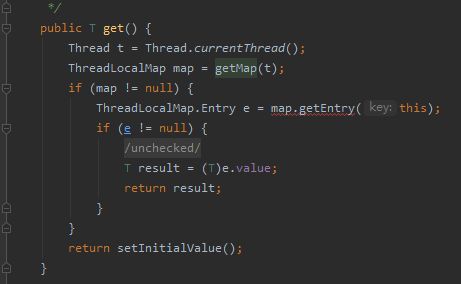 */
public T get() {
Thread t = Thread.currentThread();
ThreadLocalMap map = getMap(t);
if (map != null) {
ThreadLocalMap.Entry e = map.getEntry( key: this);
if (e != null) {
/unchecked/
T result = (T)e.value;
return result;
}
}
return setInitialValue();
}